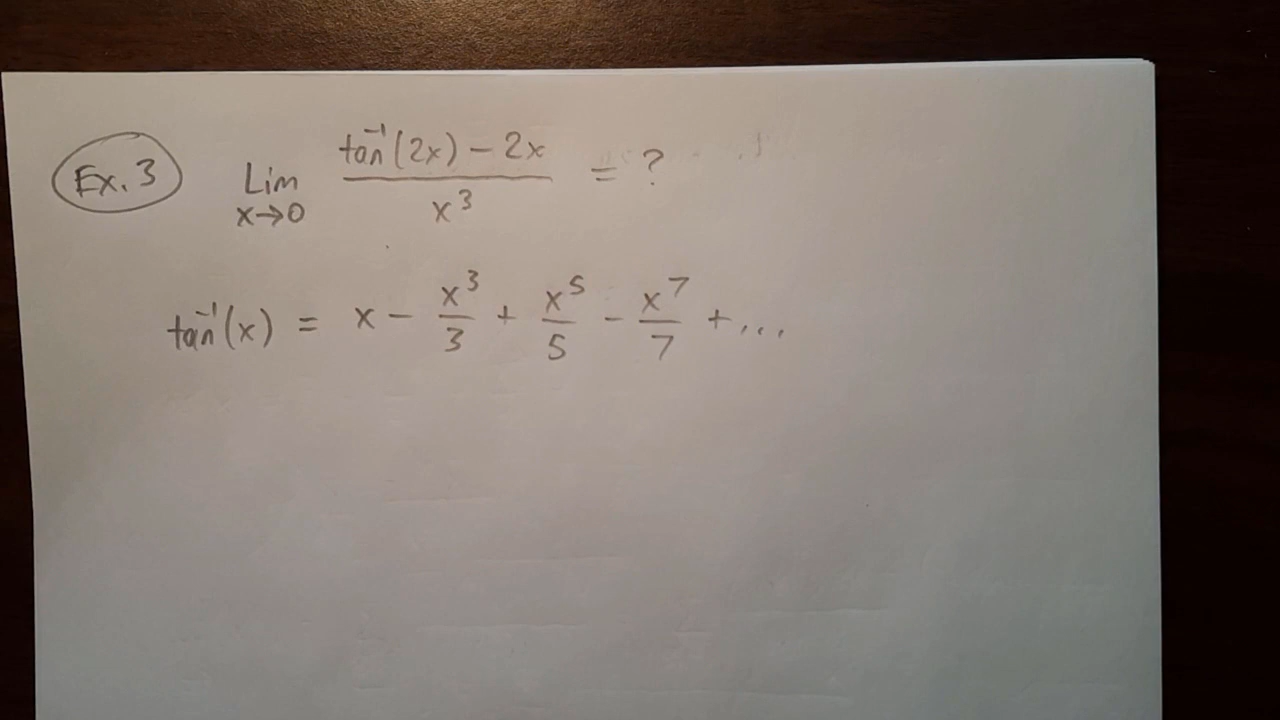 Ex. 3 Lim x→0 (tan⁻¹(2x) − 2x) / x³ = ?
tan⁻¹(x) = x − x³/3 + x⁵/5 − x⁷/7 + ...